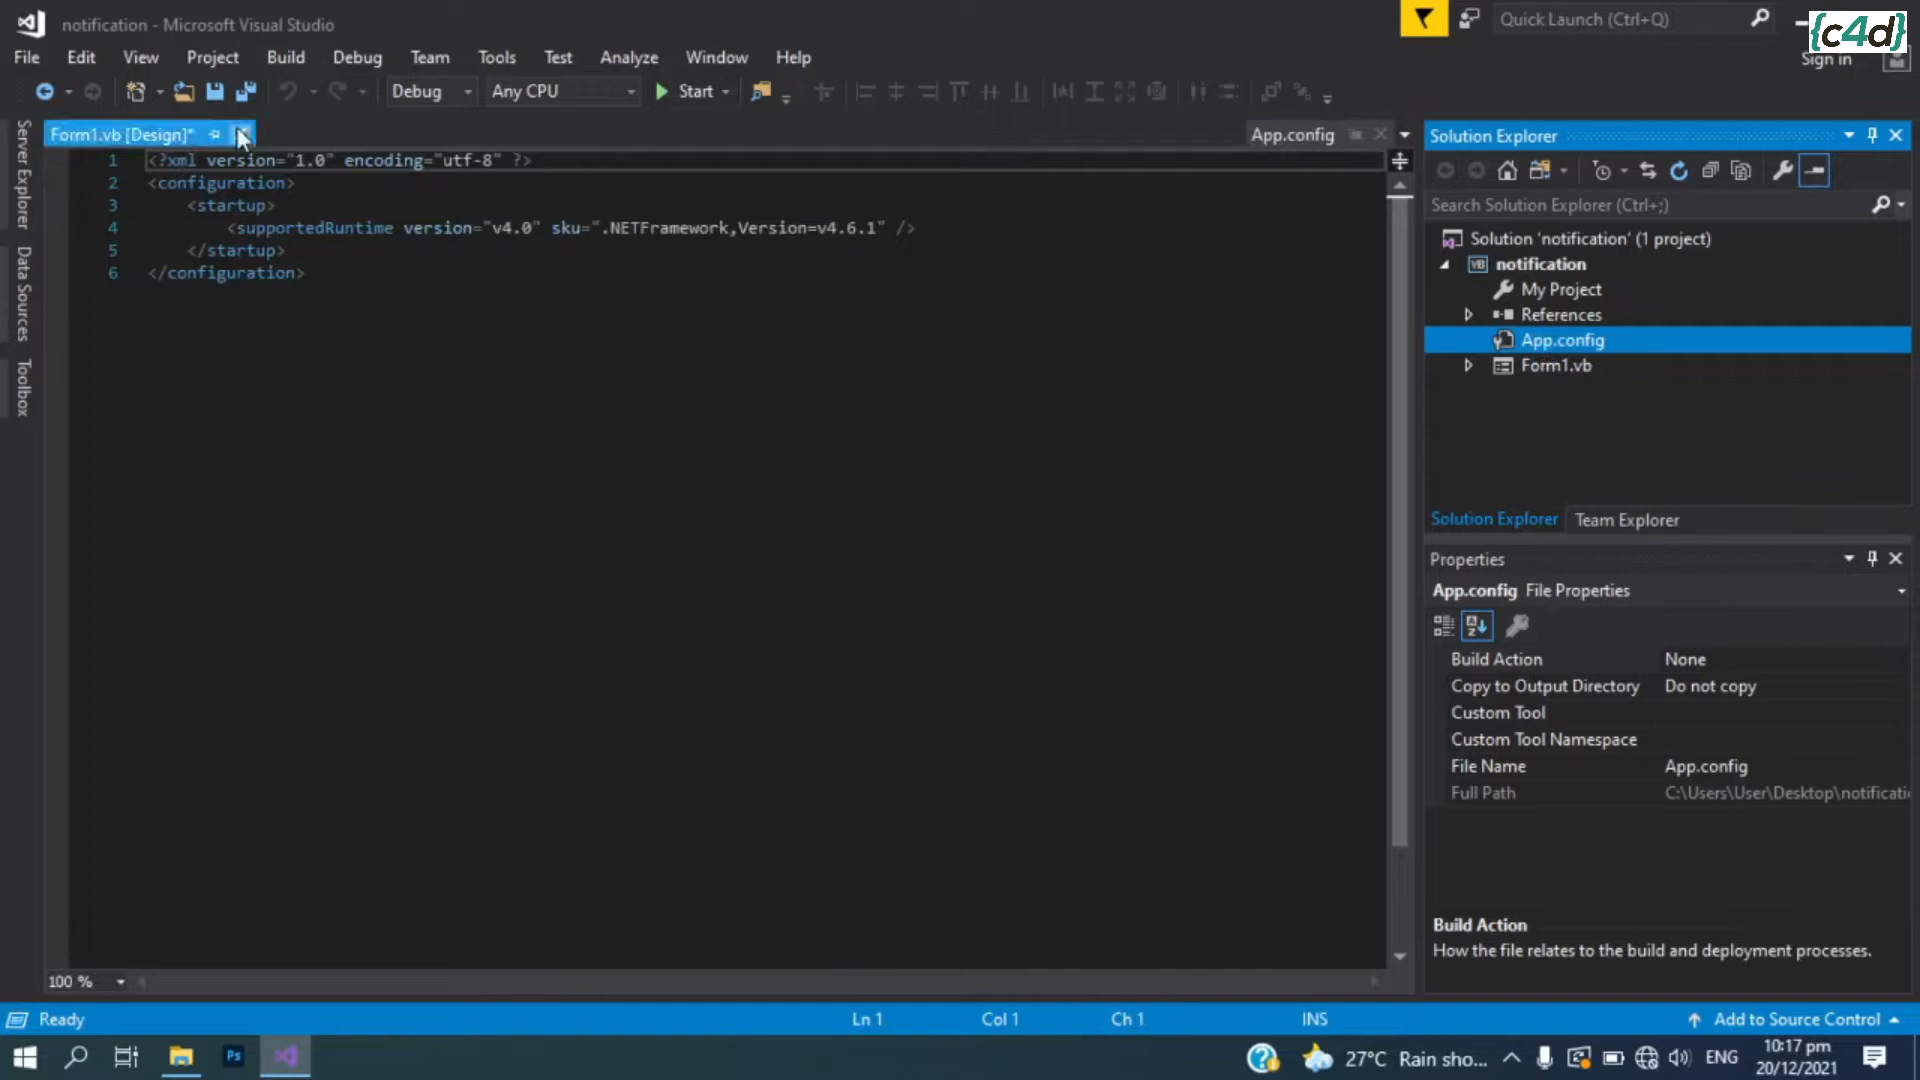 notification - Microsoft Visual Studio
Quick Launch (Ctrl+Q)
{c4d}
File Edit View Project Build Debug Team Tools Test Analyze Window Help
Sign in
Debug Any CPU Start
Form1.vb [Design]*
App.config
Server Explorer
Data Sources
Toolbox
1 <?xml version="1.0" encoding="utf-8" ?>
2 <configuration>
3 <startup>
4 <supportedRuntime version="v4.0" sku=".NETFramework,Version=v4.6.1" />
5 </startup>
6 </configuration>
100 %
Solution Explorer
Search Solution Explorer (Ctrl+;)
Solution 'notification' (1 project)
VB notification
My Project
References
App.config
Form1.vb
Solution Explorer Team Explorer
Properties
App.config File Properties
Build Action None
Copy to Output Directory Do not copy
Custom Tool
Custom Tool Namespace
File Name App.config
Full Path C:\Users\User\Desktop\notificati
Build Action
How the file relates to the build and deployment processes.
Ready Ln 1 Col 1 Ch 1 INS Add to Source Control
Ps 27°C Rain sho... ENG 10:17 pm
20/12/2021